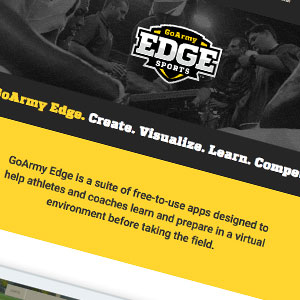 GoArmy
EDGE
SPORTS
GoArmy Edge. Create. Visualize. Learn. Compe
GoArmy Edge is a suite of free-to-use apps designed to
help athletes and coaches learn and prepare in a virtual
environment before taking the field.